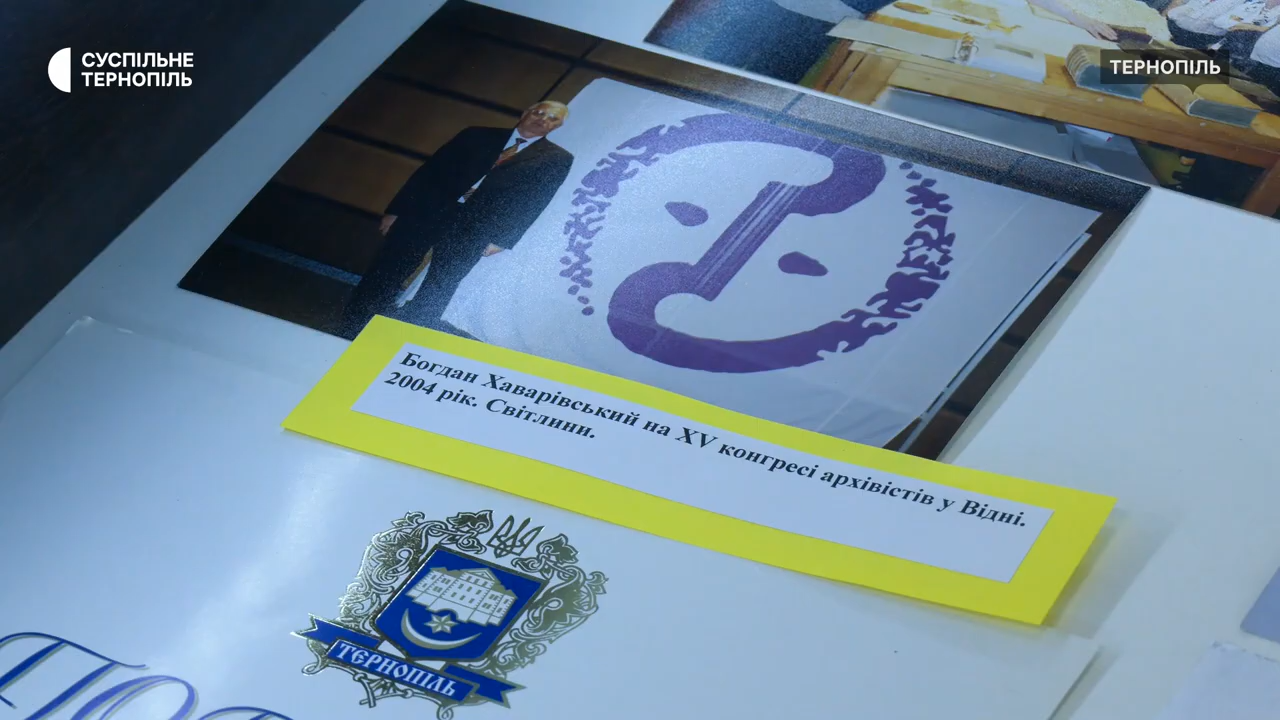 СУСПІЛЬНЕ
ТЕРНОПІЛЬ
ТЕРНОПІЛЬ
Богдан Хаварівський на XV конгресі архівістів у Відні.
2004 рік. Світлини.
ТЕРНОПІЛЬ